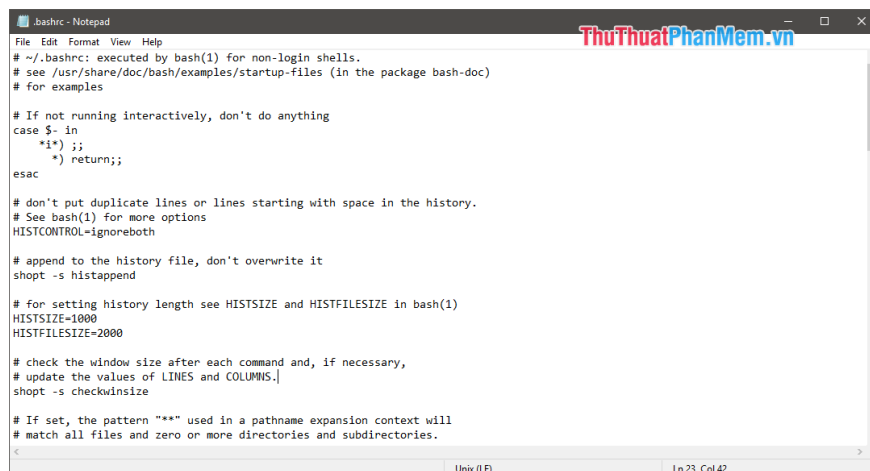 .bashrc - Notepad
ThuThuatPhanMem.vn
File Edit Format View Help
# ~/.bashrc: executed by bash(1) for non-login shells.
# see /usr/share/doc/bash/examples/startup-files (in the package bash-doc)
# for examples

# If not running interactively, don't do anything
case $- in
    *i*) ;;
      *) return;;
esac

# don't put duplicate lines or lines starting with space in the history.
# See bash(1) for more options
HISTCONTROL=ignoreboth

# append to the history file, don't overwrite it
shopt -s histappend

# for setting history length see HISTSIZE and HISTFILESIZE in bash(1)
HISTSIZE=1000
HISTFILESIZE=2000

# check the window size after each command and, if necessary,
# update the values of LINES and COLUMNS.
shopt -s checkwinsize

# If set, the pattern "**" used in a pathname expansion context will
# match all files and zero or more directories and subdirectories.
Unix (LF) Ln 23, Col 42